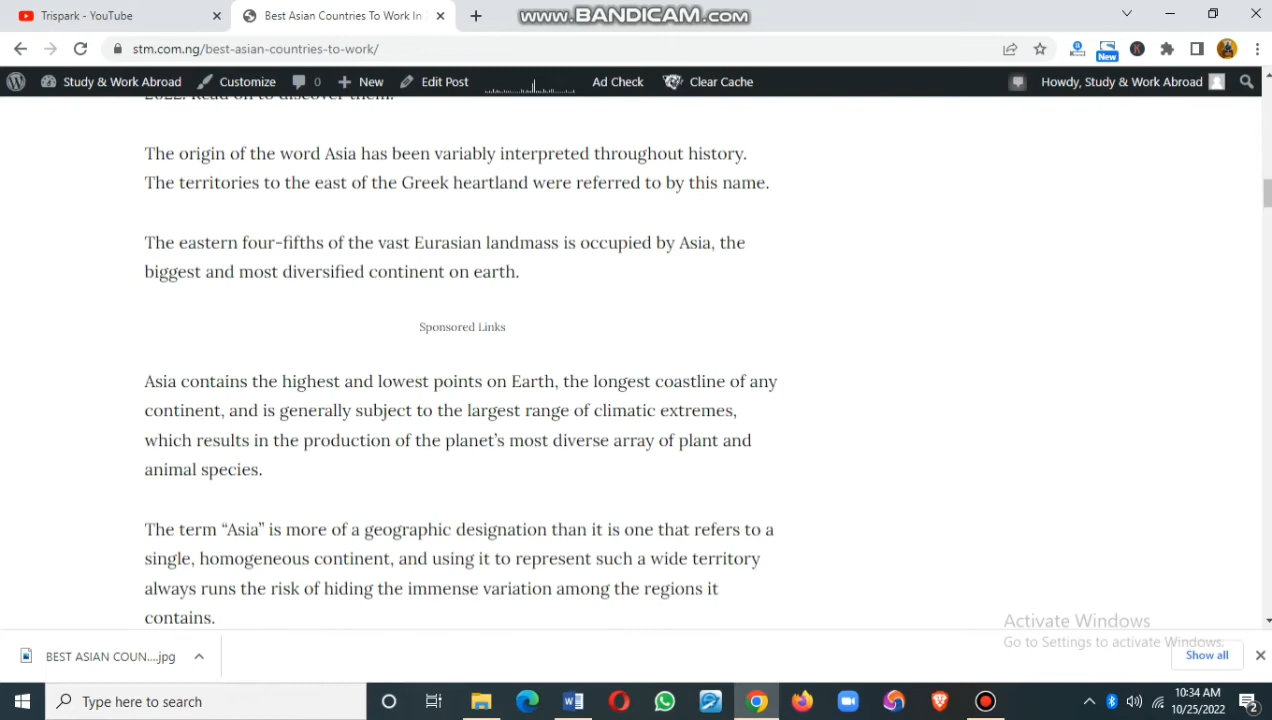 Trispark - YouTube
Best Asian Countries To Work In
www.BANDICAM.com
stm.com.ng/best-asian-countries-to-work/
New
Study & Work Abroad
Customize
0
New
Edit Post
Ad Check
Clear Cache
Howdy, Study & Work Abroad
2022. Read on to discover them.
The origin of the word Asia has been variably interpreted throughout history.
The territories to the east of the Greek heartland were referred to by this name.
The eastern four-fifths of the vast Eurasian landmass is occupied by Asia, the
biggest and most diversified continent on earth.
Sponsored Links
Asia contains the highest and lowest points on Earth, the longest coastline of any
continent, and is generally subject to the largest range of climatic extremes,
which results in the production of the planet’s most diverse array of plant and
animal species.
The term “Asia” is more of a geographic designation than it is one that refers to a
single, homogeneous continent, and using it to represent such a wide territory
always runs the risk of hiding the immense variation among the regions it
contains.
Activate Windows
Go to Settings to activate Windows.
BEST ASIAN COUN....jpg
Show all
Type here to search
10:34 AM
10/25/2022
2